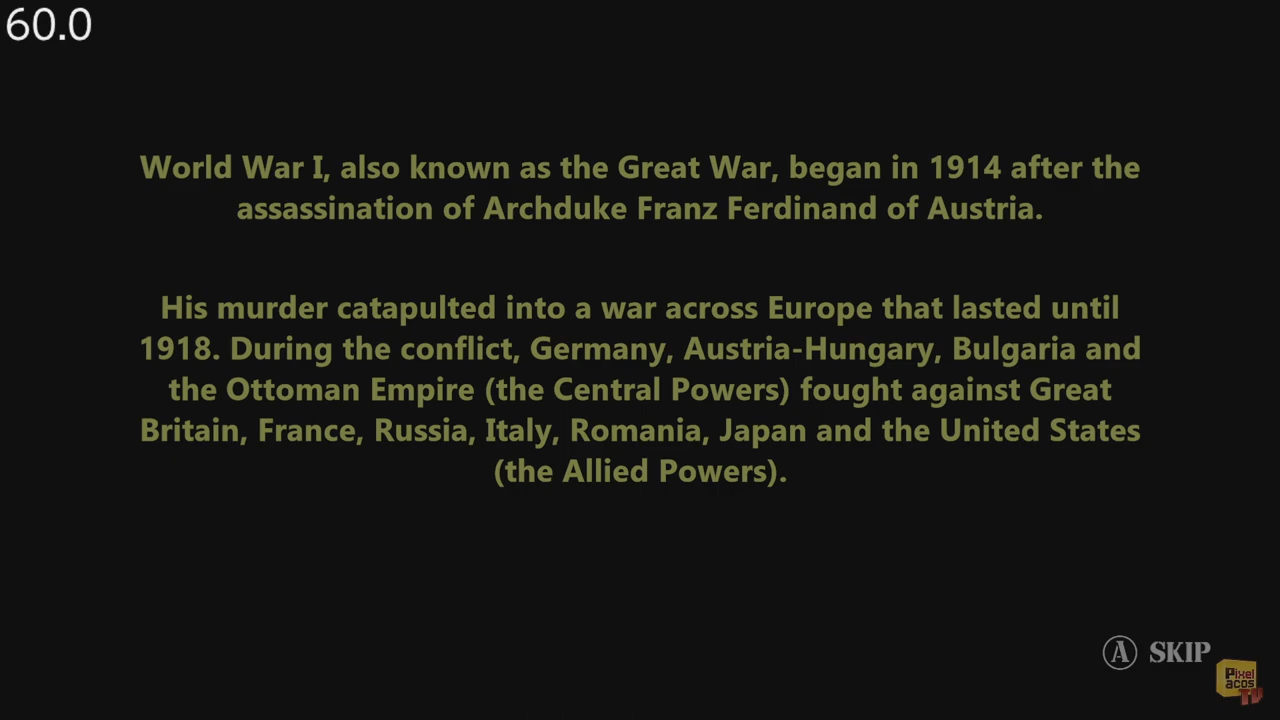 60.0
World War I, also known as the Great War, began in 1914 after the
assassination of Archduke Franz Ferdinand of Austria.
His murder catapulted into a war across Europe that lasted until
1918. During the conflict, Germany, Austria-Hungary, Bulgaria and
the Ottoman Empire (the Central Powers) fought against Great
Britain, France, Russia, Italy, Romania, Japan and the United States
(the Allied Powers).
A SKIP
Pixel
acos
TV